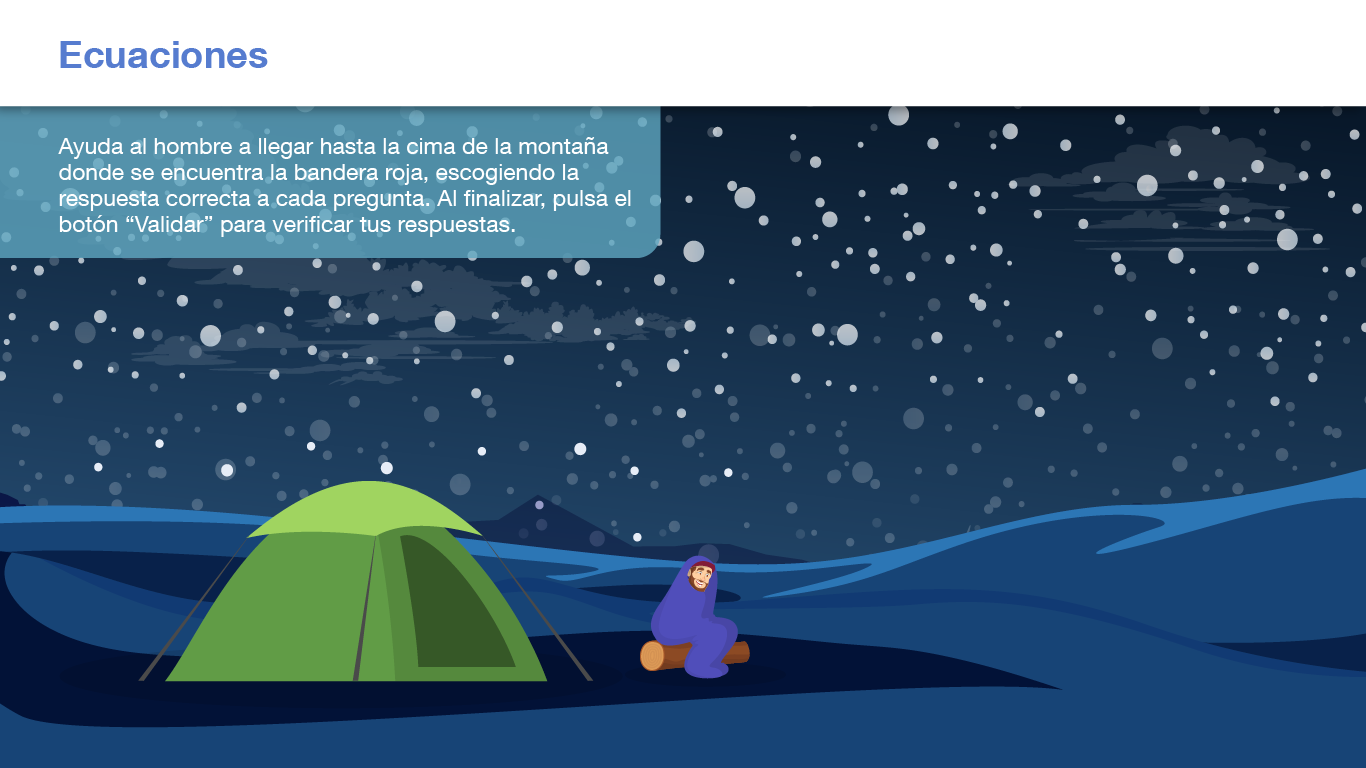 Ecuaciones
Ayuda al hombre a llegar hasta la cima de la montaña
donde se encuentra la bandera roja, escogiendo la
respuesta correcta a cada pregunta. Al finalizar, pulsa el
botón “Validar” para verificar tus respuestas.